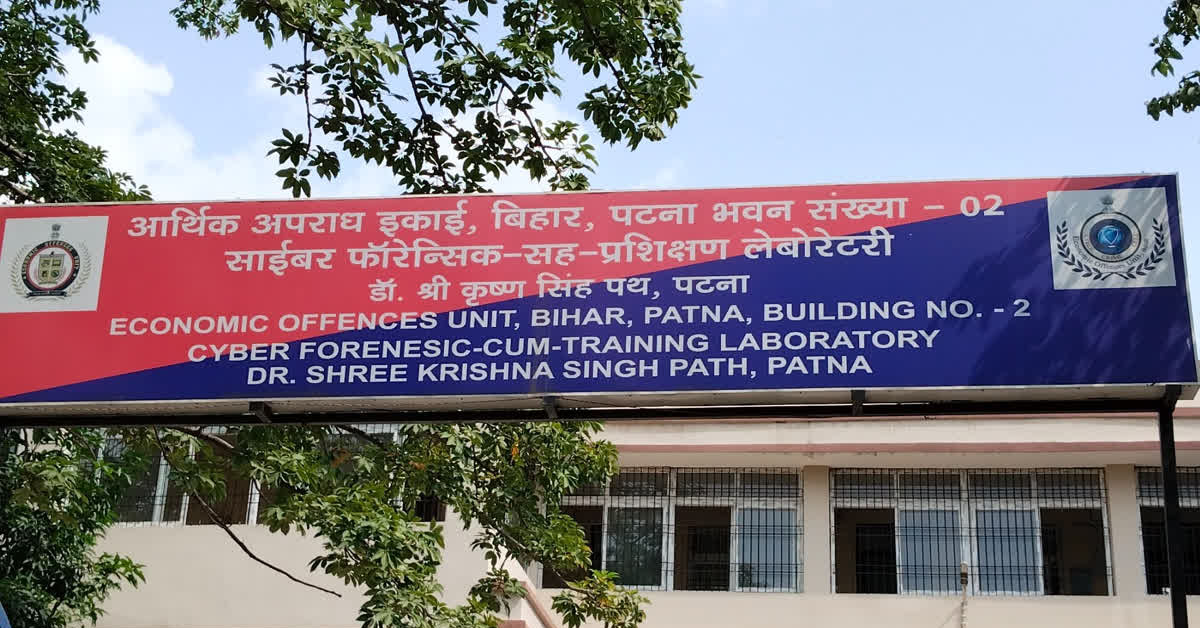 आर्थिक अपराध इकाई, बिहार, पटना भवन संख्या – 02
साईबर फॉरेन्सिक–सह–प्रशिक्षण लेबोरेटरी
डॉ. श्री कृष्ण सिंह पथ, पटना
ECONOMIC OFFENCES UNIT, BIHAR, PATNA, BUILDING NO. - 2
CYBER FORENESIC-CUM-TRAINING LABORATORY
DR. SHREE KRISHNA SINGH PATH, PATNA